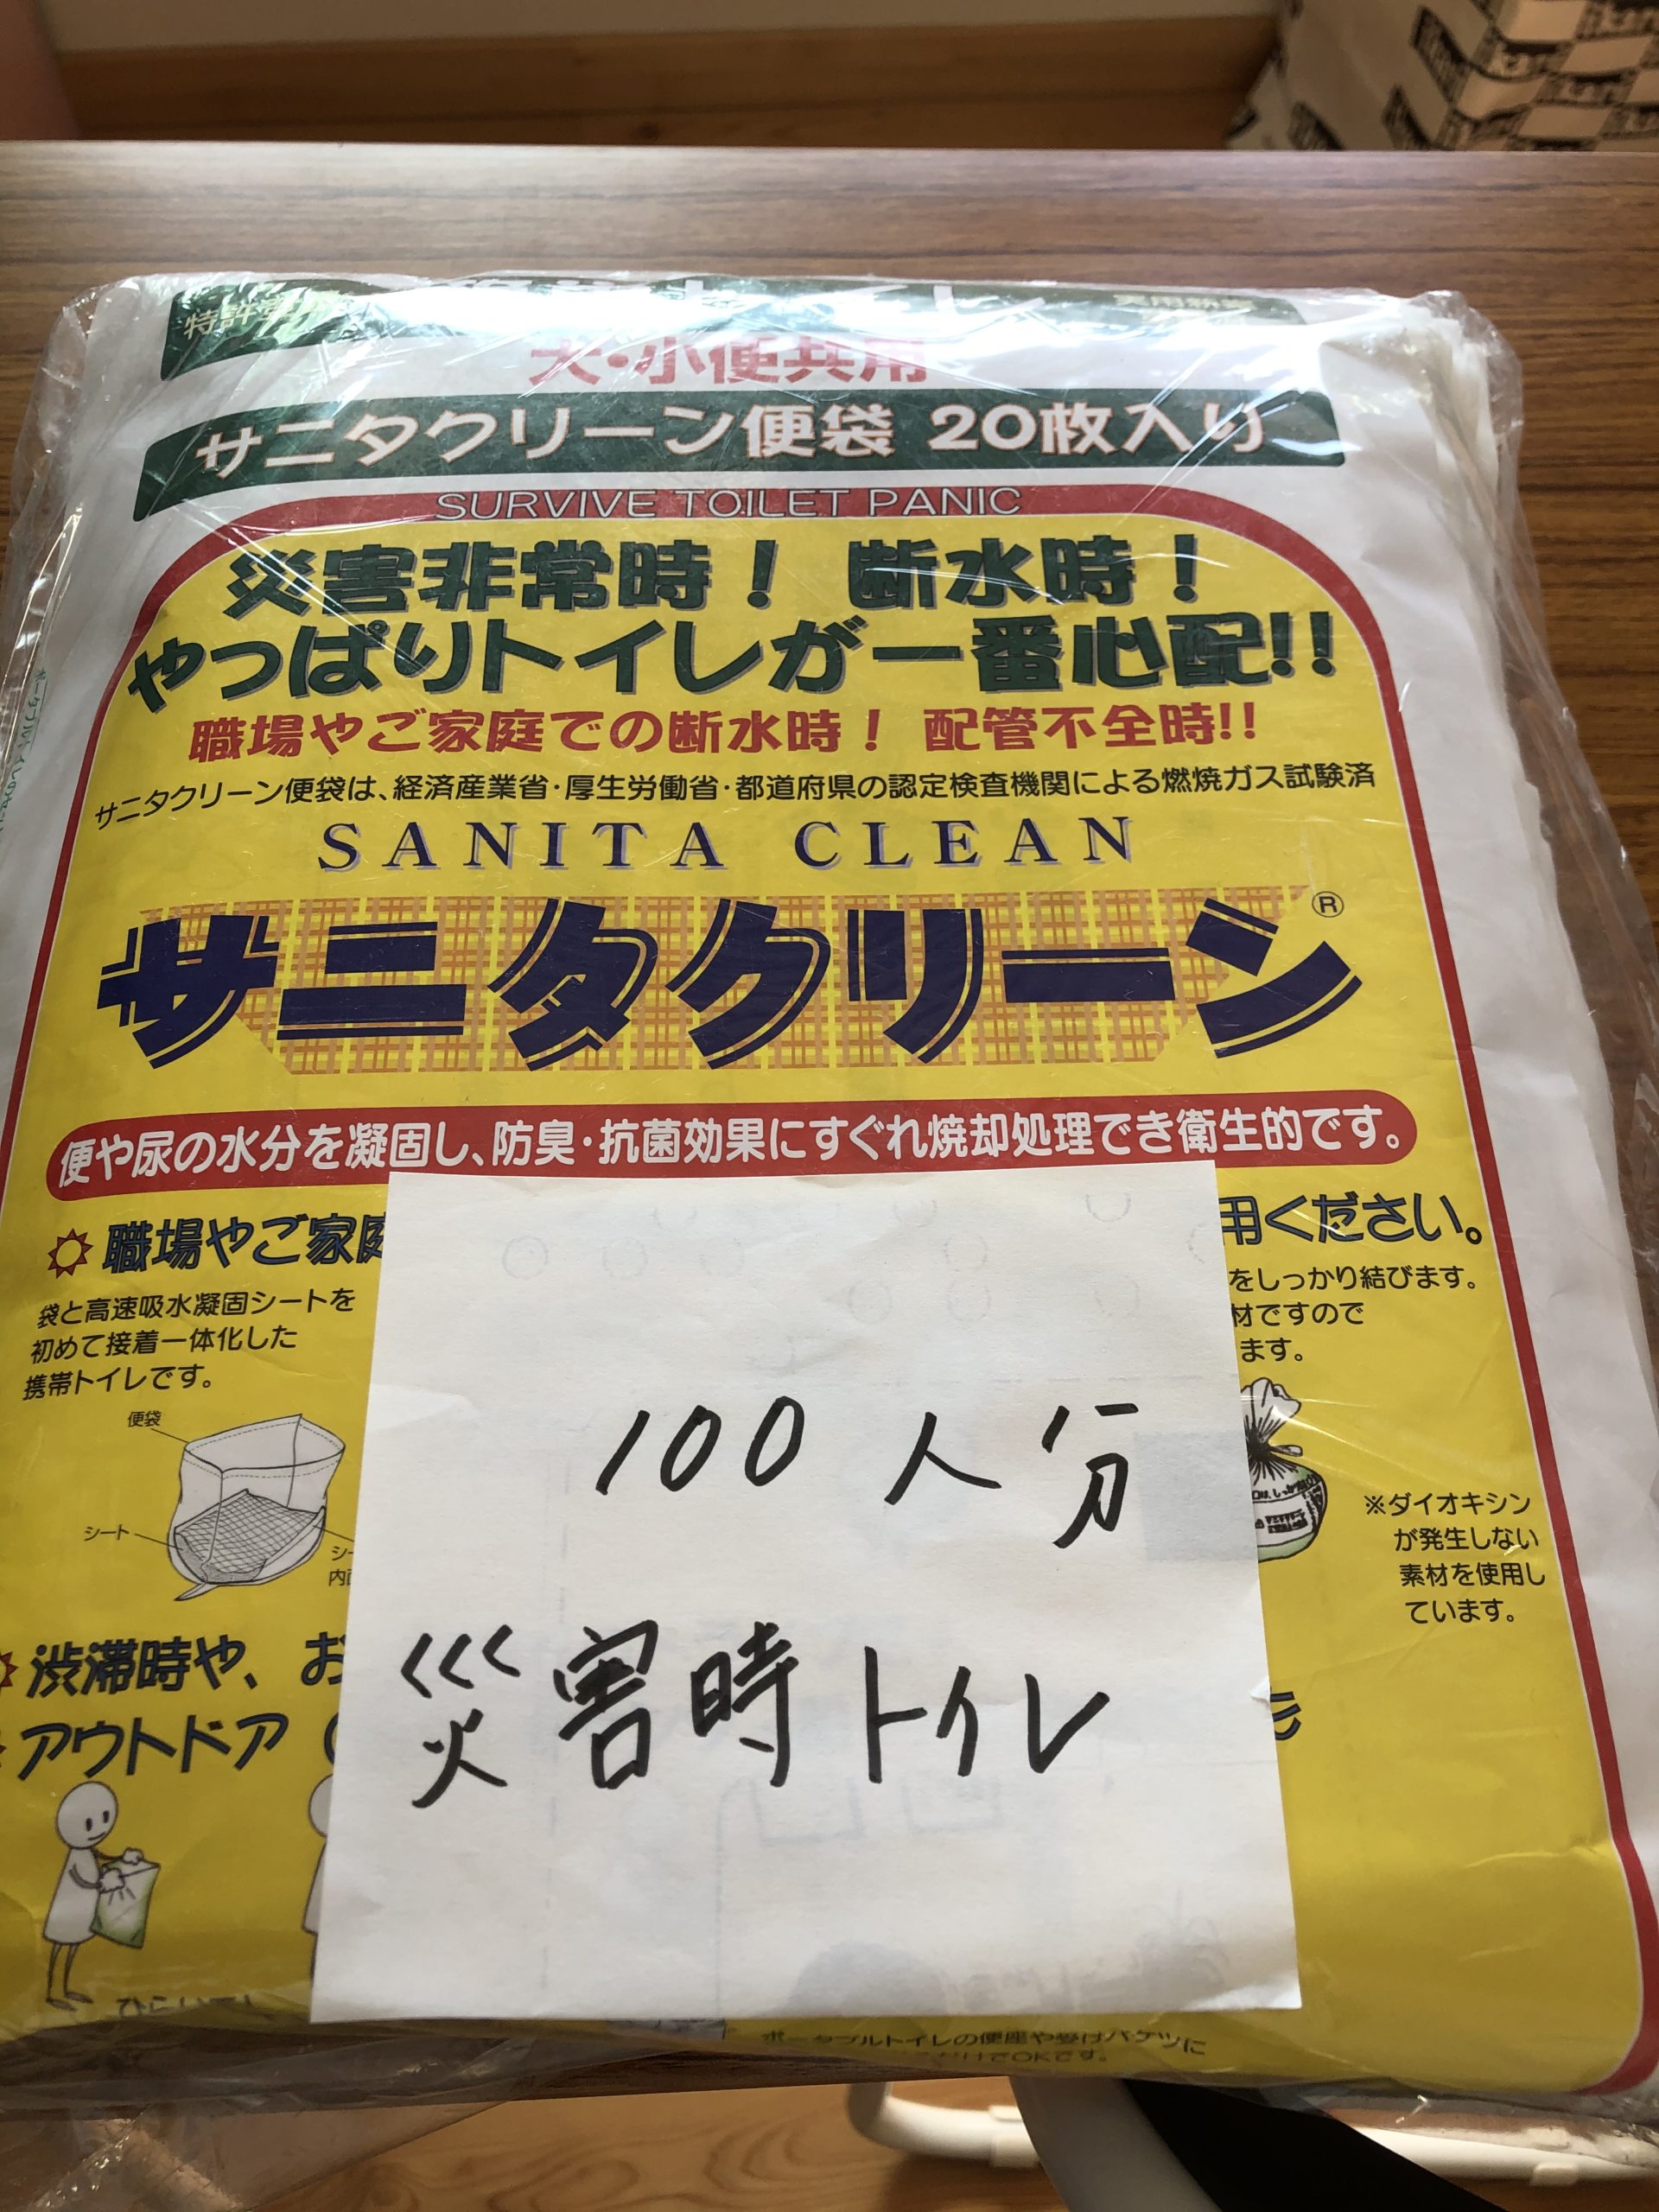 大・小便共用
サニタクリーン便袋 20枚入り
SURVIVE TOILET PANIC
災害非常時！ 断水時！
やっぱりトイレが一番心配!!
職場やご家庭での断水時！ 配管不全時!!
サニタクリーン便袋は、経済産業省・厚生労働省・都道府県の認定検査機関による燃焼ガス試験済
SANITA CLEAN
サニタクリーン®
便や尿の水分を凝固し、防臭・抗菌効果にすぐれ焼却処理でき衛生的です。
職場やご家庭
用ください。
袋と高速吸水凝固シートを
初めて接着一体化した
携帯トイレです。
をしっかり結びます。
材ですので
ます。
便袋
シート
※ダイオキシン
が発生しない
素材を使用し
ています。
100人分
災害時トイレ
渋滞時や、お
アウトドア
ポータブルトイレの便座や受けバケツに